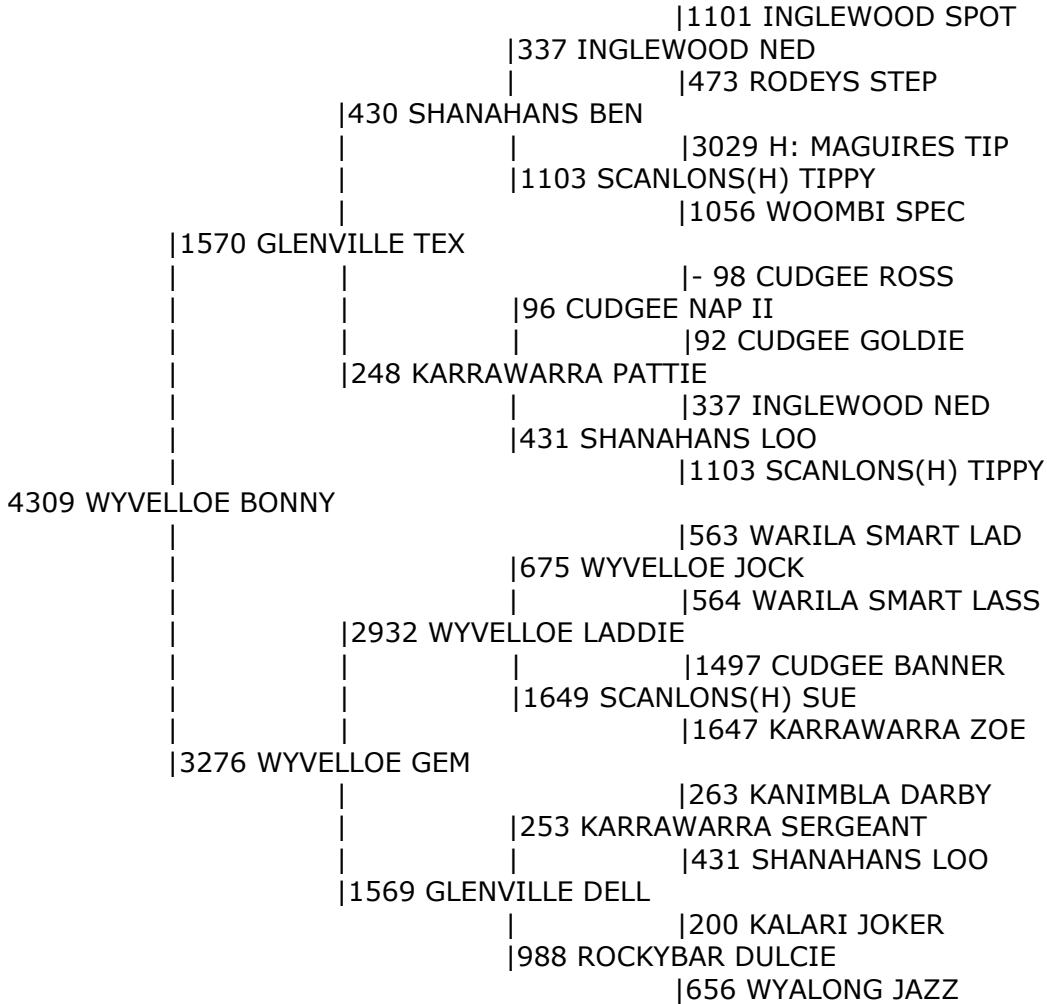 |1101 INGLEWOOD SPOT
|337 INGLEWOOD NED
| |473 RODEYS STEP
|430 SHANAHANS BEN
| | |3029 H: MAGUIRES TIP
| |1103 SCANLONS(H) TIPPY
| |1056 WOOMBI SPEC
|1570 GLENVILLE TEX
| | |- 98 CUDGEE ROSS
| | |96 CUDGEE NAP II
| | | |92 CUDGEE GOLDIE
| |248 KARRAWARRA PATTIE
| | |337 INGLEWOOD NED
| |431 SHANAHANS LOO
| |1103 SCANLONS(H) TIPPY
4309 WYVELLOE BONNY
| |563 WARILA SMART LAD
| |675 WYVELLOE JOCK
| | |564 WARILA SMART LASS
| |2932 WYVELLOE LADDIE
| | | |1497 CUDGEE BANNER
| | |1649 SCANLONS(H) SUE
| | |1647 KARRAWARRA ZOE
|3276 WYVELLOE GEM
| |263 KANIMBLA DARBY
| |253 KARRAWARRA SERGEANT
| | |431 SHANAHANS LOO
|1569 GLENVILLE DELL
| |200 KALARI JOKER
|988 ROCKYBAR DULCIE
|656 WYALONG JAZZ